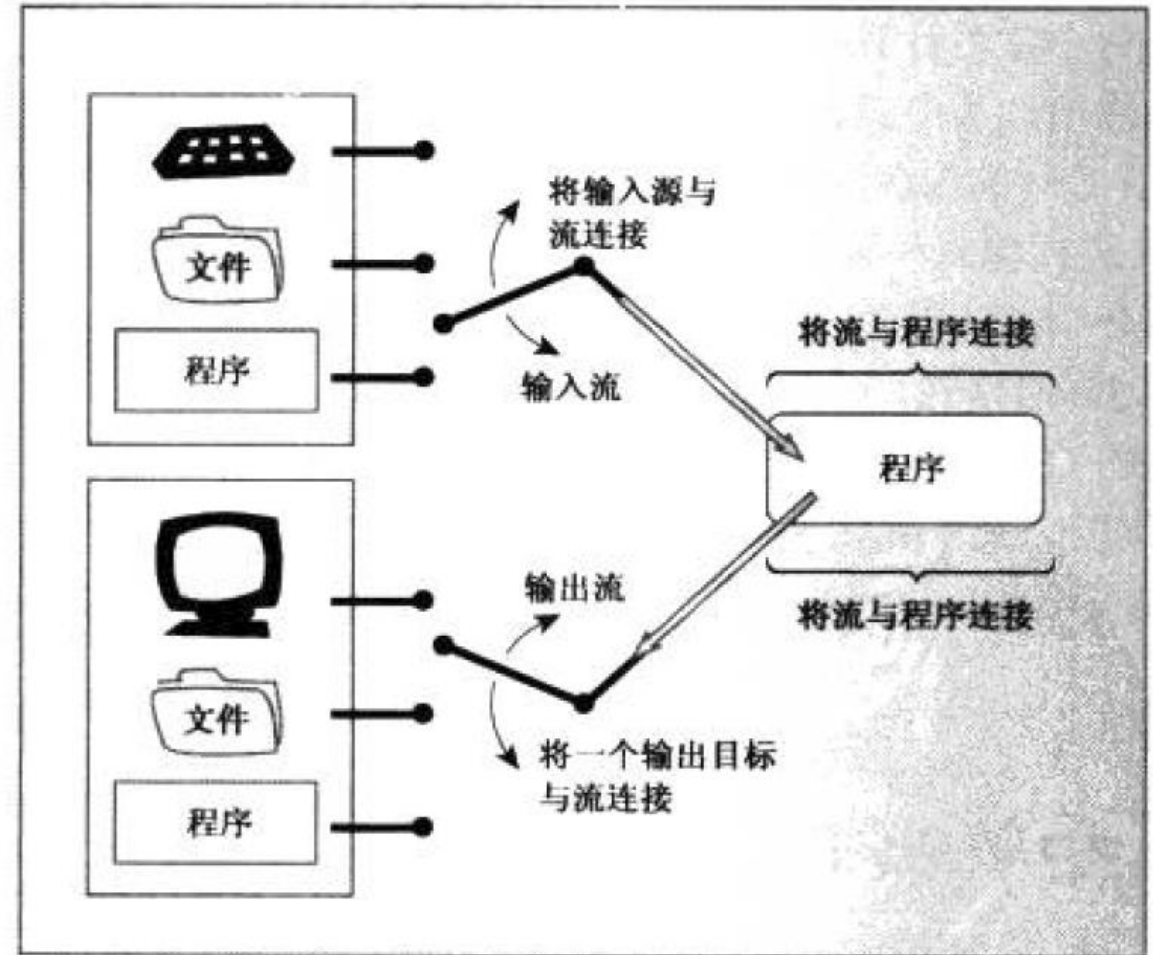 文件
程序
将输入源与
流连接
输入流
将流与程序连接
程序
将流与程序连接
文件
程序
输出流
将一个输出目标
与流连接